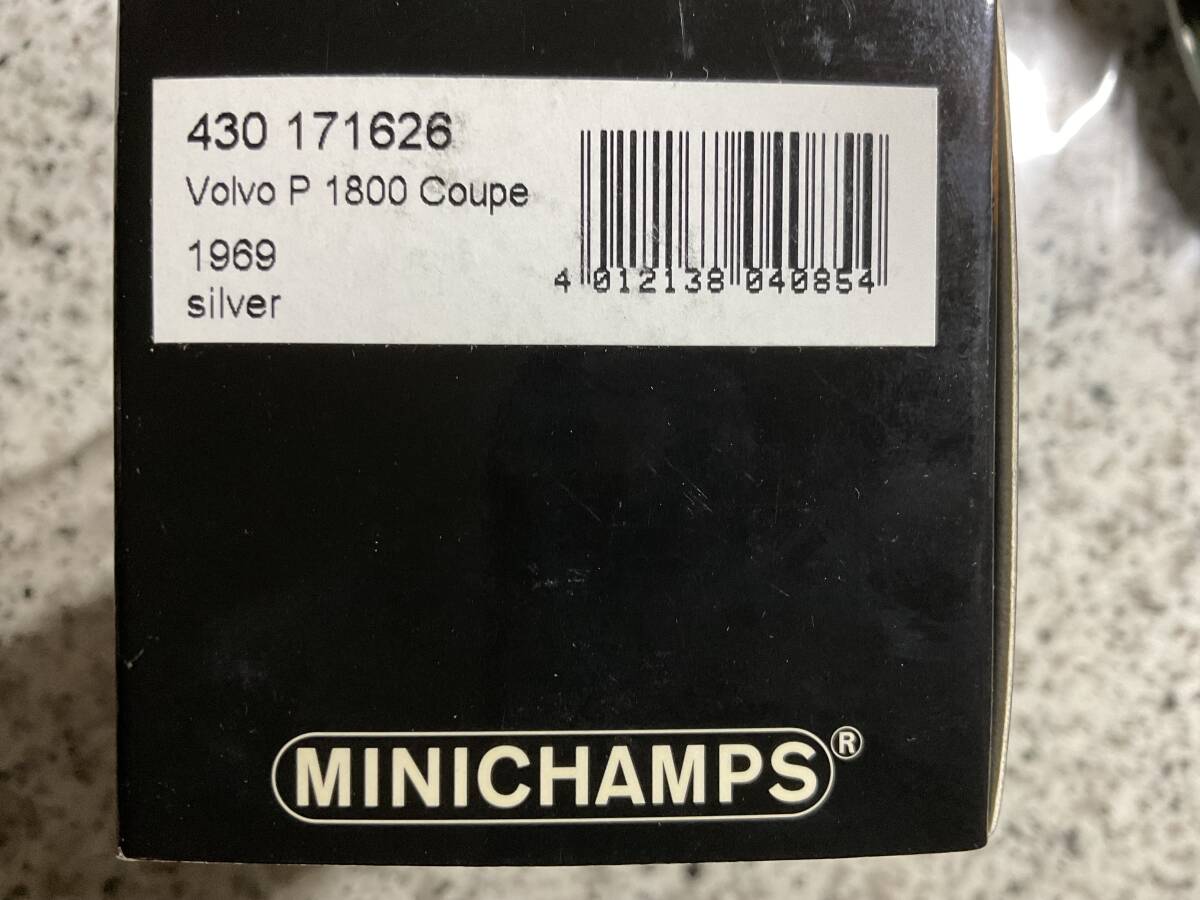 430 171626
Volvo P 1800 Coupe
1969
silver
4 012138 040854
MINICHAMPS®